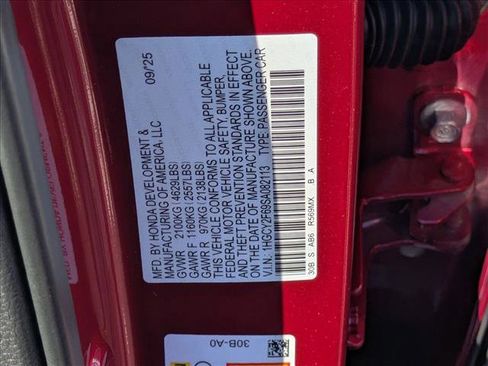 MFD. BY HONDA DEVELOPMENT &
MANUFACTURING OF AMERICA, LLC
09/25
GVWR 2100KG(4629LBS)
GAWR F 1160KG(2557LBS)
GAWR R 970KG(2138LBS)
THIS VEHICLE CONFORMS TO ALL APPLICABLE
FEDERAL MOTOR VEHICLE SAFETY, BUMPER,
AND THEFT PREVENTION STANDARDS IN EFFECT
ON THE DATE OF MANUFACTURE SHOWN ABOVE.
VIN: 1HGCY2F69SA082113 TYPE:PASSENGER CAR
30B S AB6 R569MX B A
30B-A0